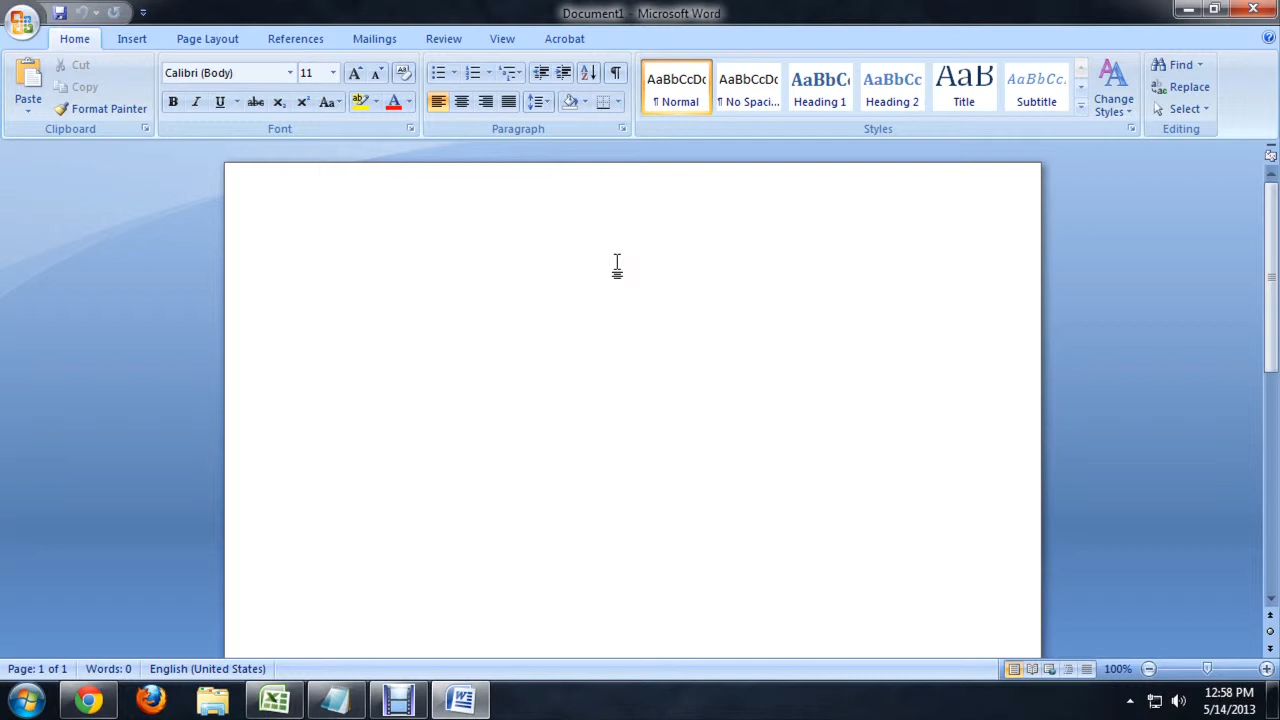 Document1 - Microsoft Word
Home Insert Page Layout References Mailings Review View Acrobat
Paste
Cut
Copy
Format Painter
Clipboard
Calibri (Body) 11
B I U abc x₂ x² Aa ab A
Font
¶
Paragraph
AaBbCcDc AaBbCcDc AaBbCc AaBbCc AaB AaBbCc.
¶ Normal ¶ No Spaci... Heading 1 Heading 2 Title Subtitle
Change
Styles
Styles
Find
Replace
Select
Editing
Page: 1 of 1 Words: 0 English (United States) 100%
12:58 PM
5/14/2013